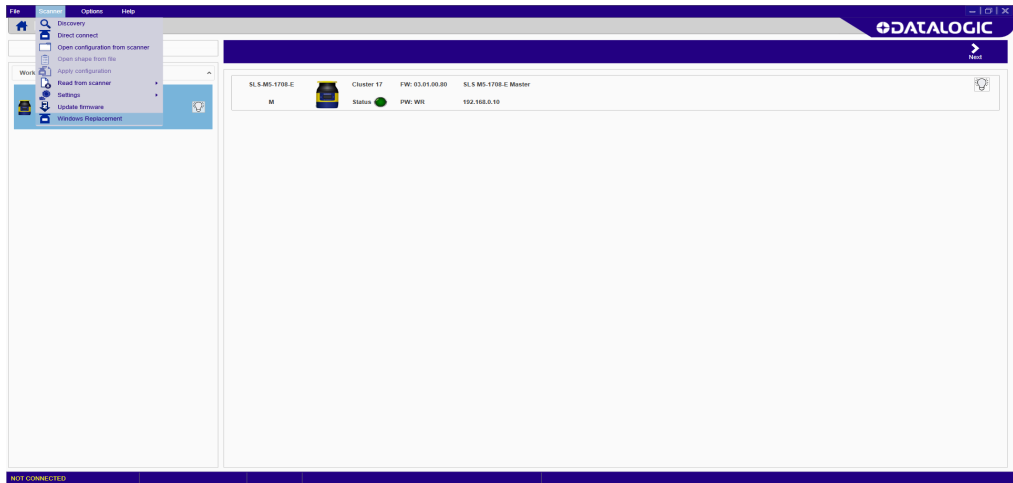 File Scanner Options Help
DATALOGIC
Discovery
Direct connect
Open configuration from scanner
Open shape from file
Apply configuration
Read from scanner
Settings
Update firmware
Windows Replacement
Next
Work
SLS-M5-1708-E Cluster 17 FW: 03.01.00.80 SLS M5-1708-E Master
M Status PW: WR 192.168.0.10
NOT CONNECTED